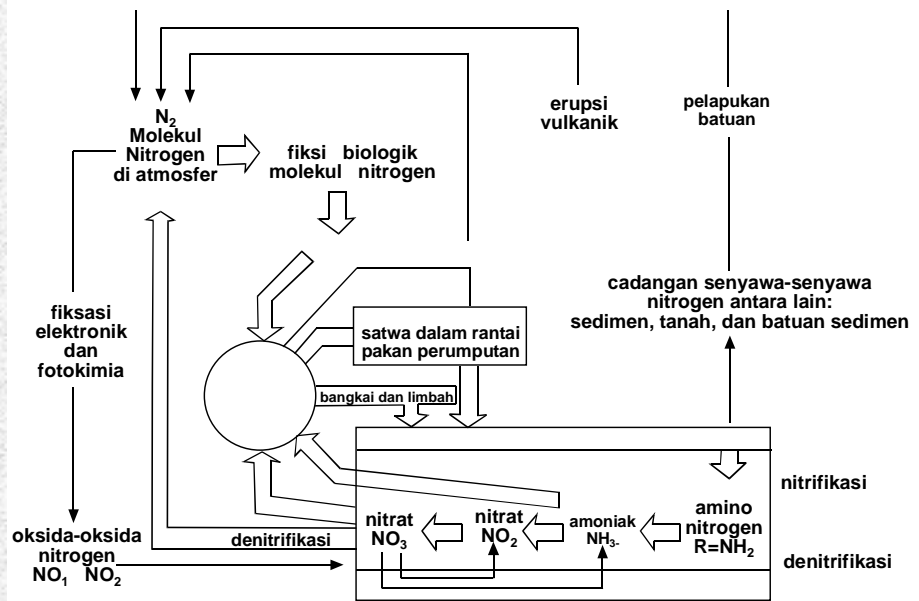 N₂
Molekul
Nitrogen
di atmosfer
fiksi biologik
molekul nitrogen
erupsi
vulkanik
pelapukan
batuan
fiksasi
elektronik
dan
fotokimia
satwa dalam rantai
pakan perumputan
bangkai dan limbah
cadangan senyawa-senyawa
nitrogen antara lain:
sedimen, tanah, dan batuan sedimen
nitrifikasi
denitrifikasi
oksida-oksida
nitrogen
NO₁ NO₂
denitrifikasi
nitrat
NO₃
nitrat
NO₂
amoniak
NH₃₋
amino
nitrogen
R=NH₂